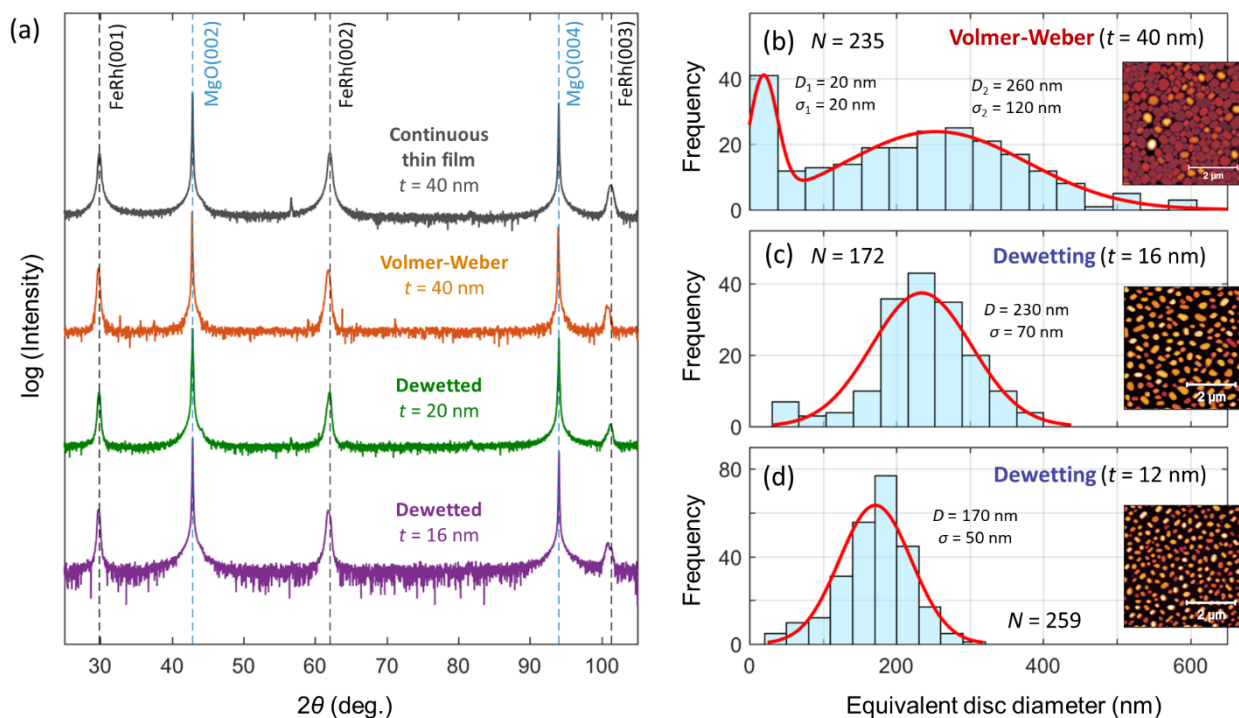 (a)
FeRh(001)
MgO(002)
FeRh(002)
MgO(004)
FeRh(003)
Continuous
thin film
t = 40 nm
Volmer-Weber
t = 40 nm
Dewetted
t = 20 nm
Dewetted
t = 16 nm
log (Intensity)
30 40 50 60 70 80 90 100
2θ (deg.)
(b) N = 235 Volmer-Weber (t = 40 nm)
D1 = 20 nm
σ1 = 20 nm
D2 = 260 nm
σ2 = 120 nm
2 µm
Frequency
40
20
0
(c) N = 172 Dewetting (t = 16 nm)
D = 230 nm
σ = 70 nm
2 µm
Frequency
40
20
0
(d) Dewetting (t = 12 nm)
D = 170 nm
σ = 50 nm
N = 259
2 µm
Frequency
80
60
40
20
0
0 200 400 600
Equivalent disc diameter (nm)